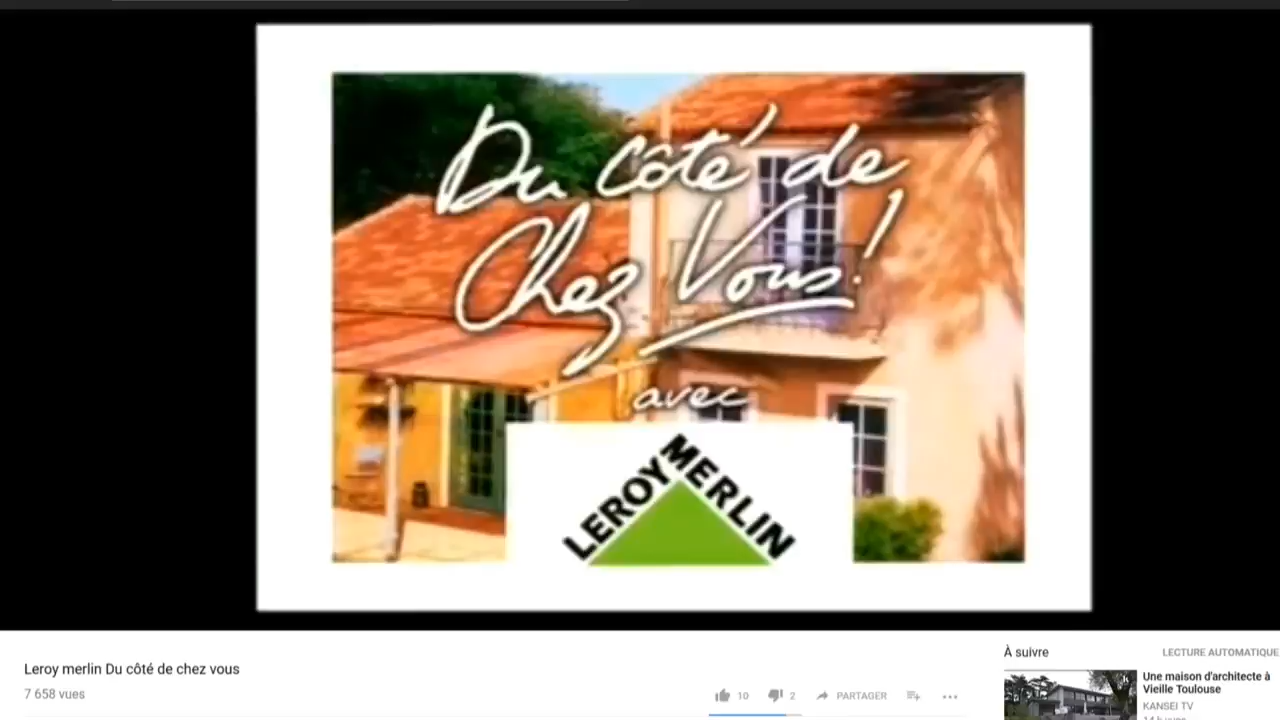 Du côté de
Chez Vous!
avec
LEROY MERLIN
Leroy merlin Du côté de chez vous
7 658 vues
10
2
PARTAGER
À suivre
LECTURE AUTOMATIQUE
Une maison d'architecte à
Vieille Toulouse
KANSEI TV